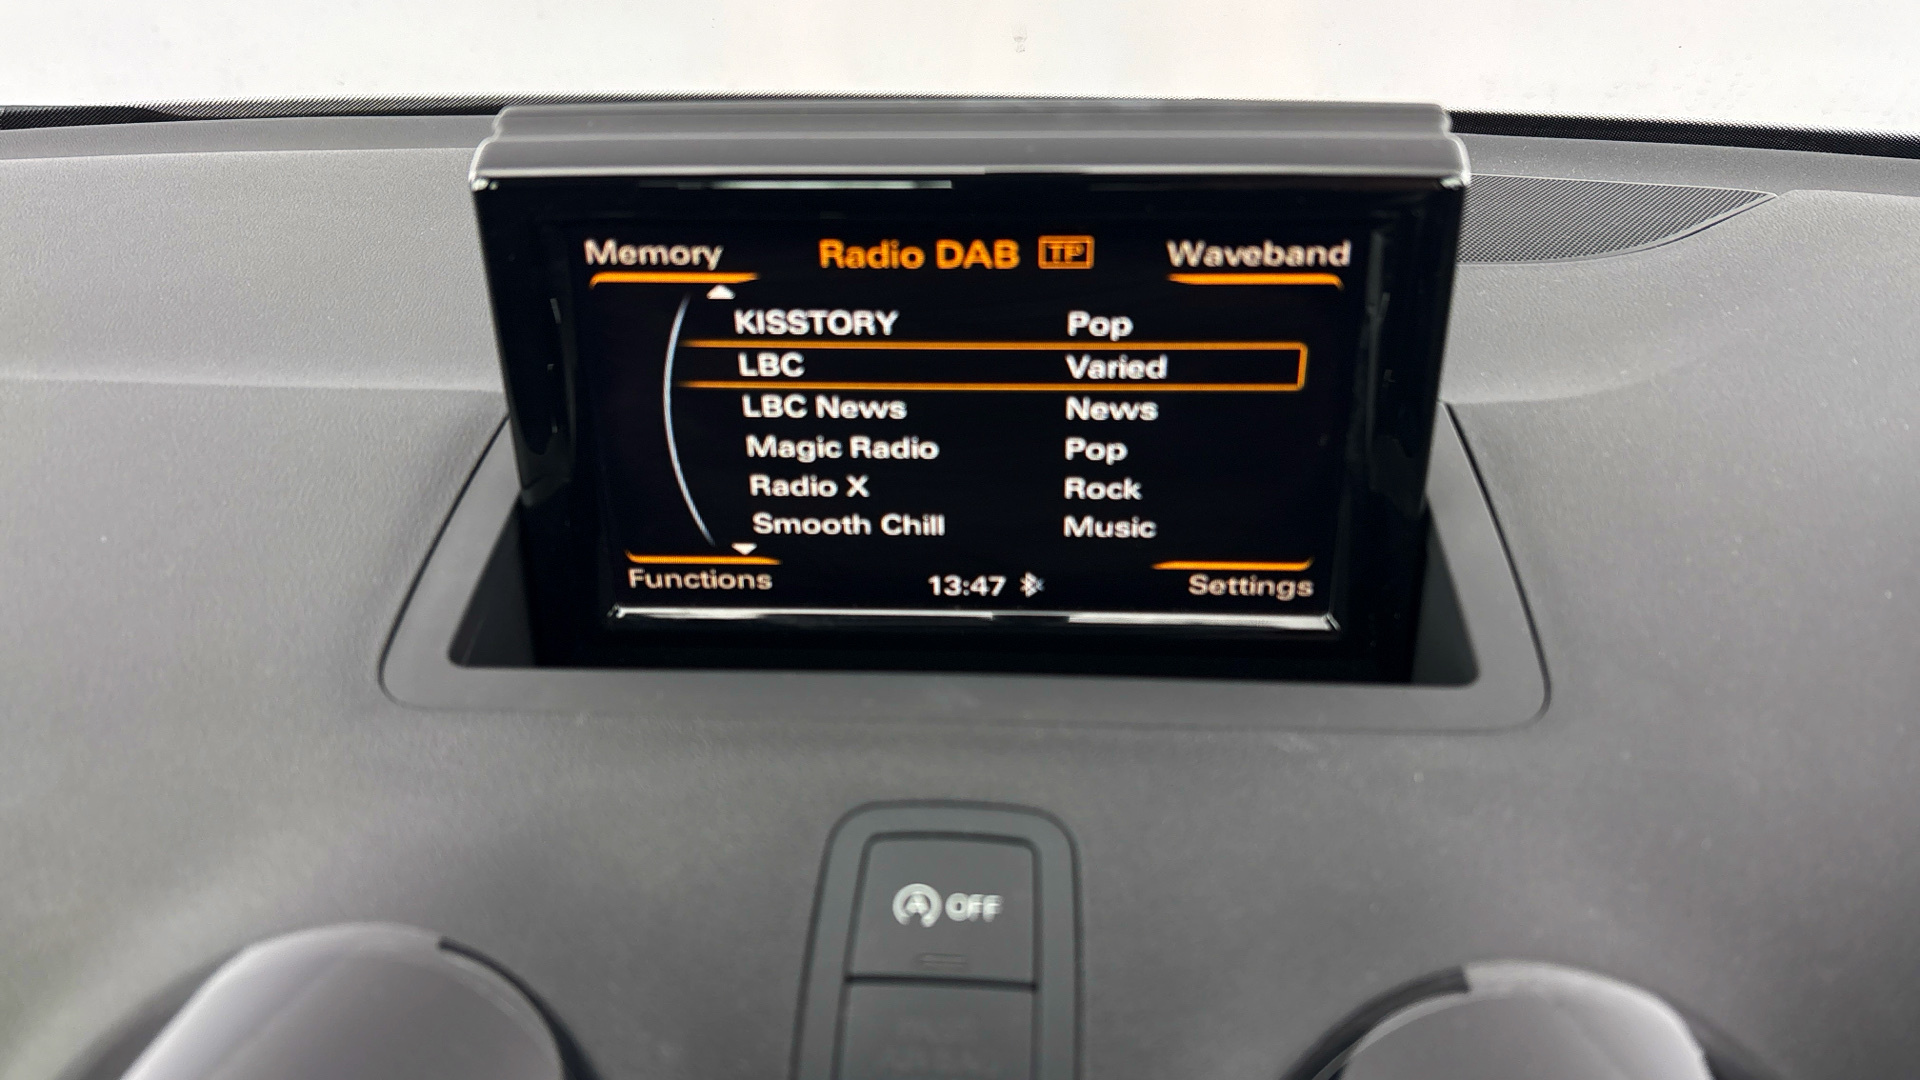 Memory Radio DAB TP Waveband
KISSTORY Pop
LBC Varied
LBC News News
Magic Radio Pop
Radio X Rock
Smooth Chill Music
Functions 13:47 Settings
A OFF